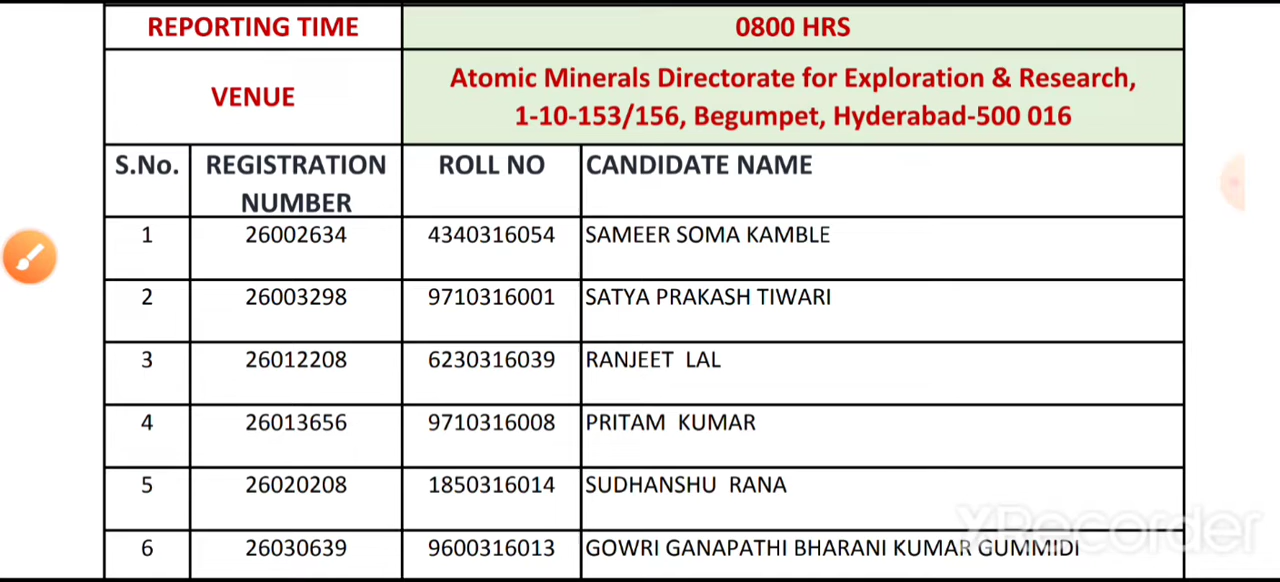 REPORTING TIME 0800 HRS
VENUE Atomic Minerals Directorate for Exploration & Research,
1-10-153/156, Begumpet, Hyderabad-500 016
S.No. REGISTRATION NUMBER ROLL NO CANDIDATE NAME
1 26002634 4340316054 SAMEER SOMA KAMBLE
2 26003298 9710316001 SATYA PRAKASH TIWARI
3 26012208 6230316039 RANJEET LAL
4 26013656 9710316008 PRITAM KUMAR
5 26020208 1850316014 SUDHANSHU RANA
6 26030639 9600316013 GOWRI GANAPATHI BHARANI KUMAR GUMMIDI
XRecorder